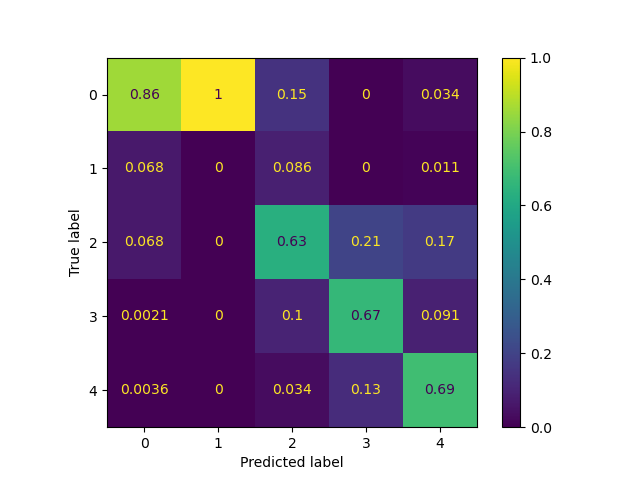 0 0.86 1 0.15 0 0.034 1.0
0.8
1 0.068 0 0.086 0 0.011
0.6
True label
2 0.068 0 0.63 0.21 0.17
0.4
3 0.0021 0 0.1 0.67 0.091
0.2
4 0.0036 0 0.034 0.13 0.69
0.0
0 1 2 3 4
Predicted label